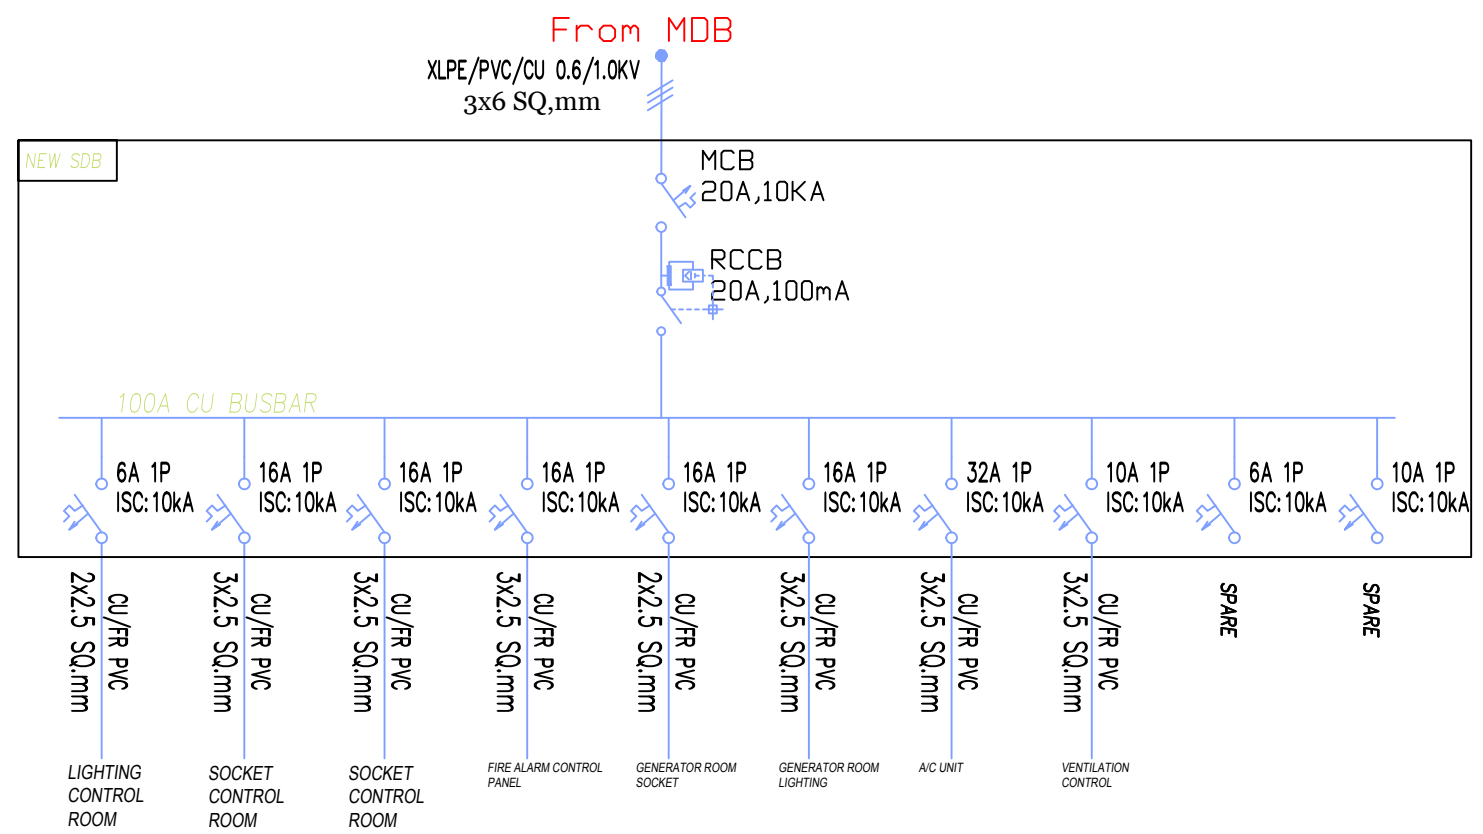 From MDB
XLPE/PVC/CU 0.6/1.0KV
3x6 SQ,mm
NEW SDB
MCB
20A,10KA
RCCB
20A,100mA
100A CU BUSBAR
6A 1P
ISC:10kA
16A 1P
ISC:10kA
16A 1P
ISC:10kA
16A 1P
ISC:10kA
16A 1P
ISC:10kA
16A 1P
ISC:10kA
32A 1P
ISC:10kA
10A 1P
ISC:10kA
6A 1P
ISC:10kA
10A 1P
ISC:10kA
CU/FR PVC
2x2.5 SQ.mm
CU/FR PVC
3x2.5 SQ.mm
CU/FR PVC
3x2.5 SQ.mm
CU/FR PVC
3x2.5 SQ.mm
CU/FR PVC
2x2.5 SQ.mm
CU/FR PVC
3x2.5 SQ.mm
CU/FR PVC
3x2.5 SQ.mm
CU/FR PVC
3x2.5 SQ.mm
SPARE
SPARE
LIGHTING
CONTROL
ROOM
SOCKET
CONTROL
ROOM
SOCKET
CONTROL
ROOM
FIRE ALARM CONTROL
PANEL
GENERATOR ROOM
SOCKET
GENERATOR ROOM
LIGHTING
A/C UNIT
VENTILATION
CONTROL